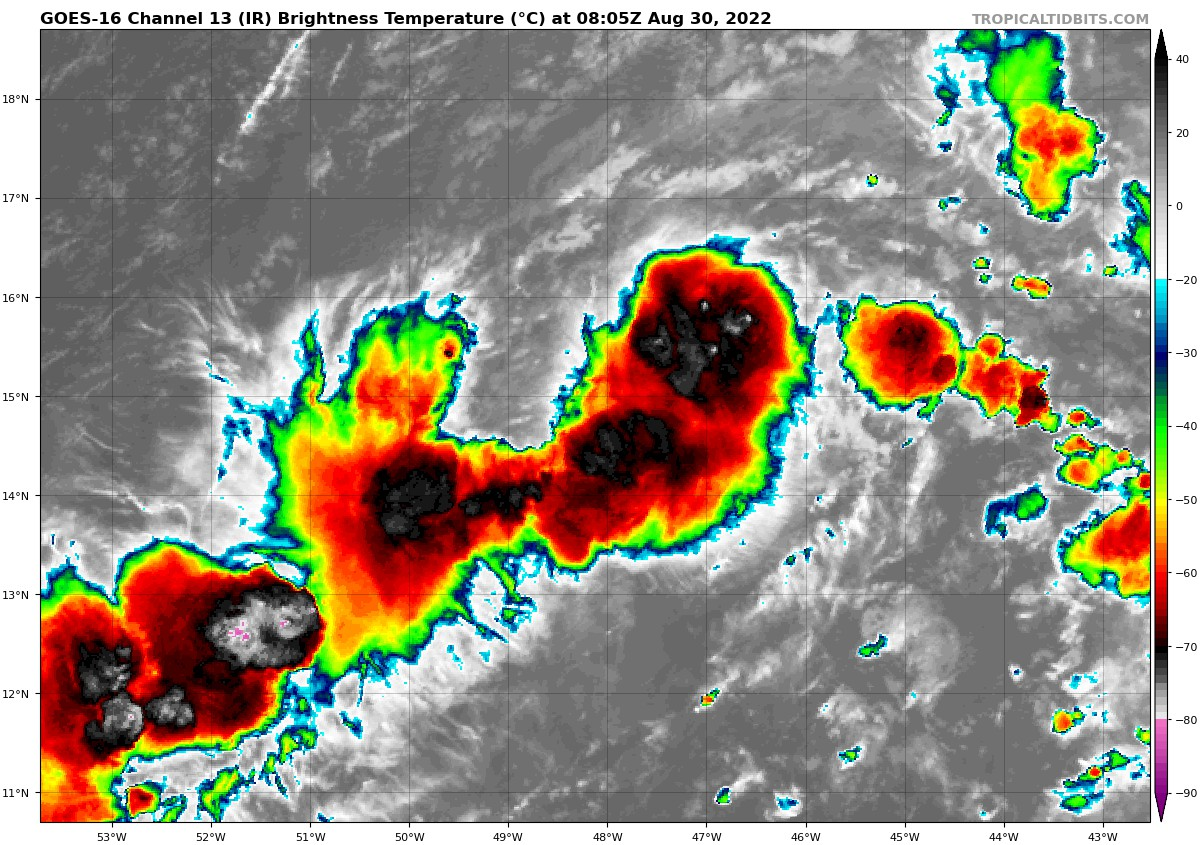 GOES-16 Channel 13 (IR) Brightness Temperature (°C) at 08:05Z Aug 30, 2022
TROPICALTIDBITS.COM
40
20
0
−20
−30
−40
−50
−60
−70
−80
−90
18°N
17°N
16°N
15°N
14°N
13°N
12°N
11°N
53°W 52°W 51°W 50°W 49°W 48°W 47°W 46°W 45°W 44°W 43°W